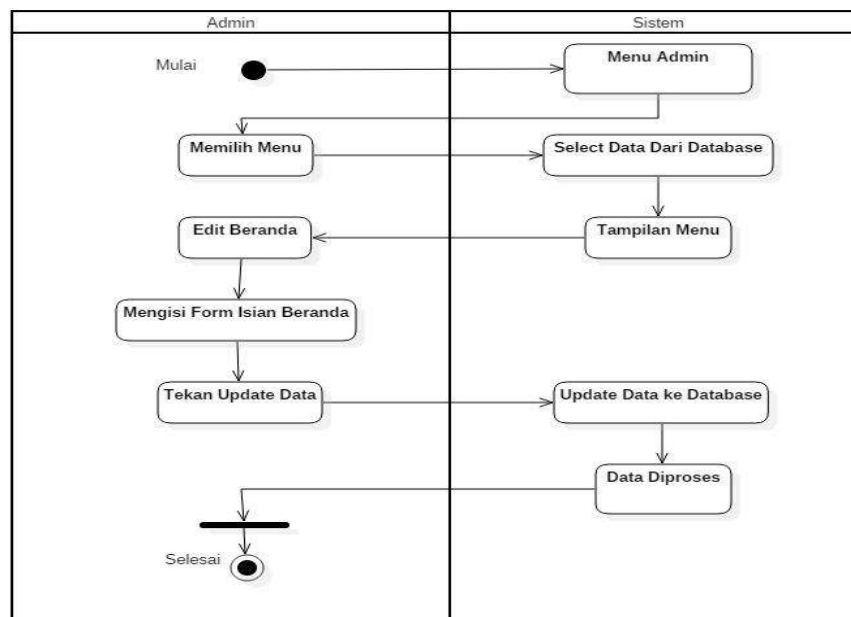 Admin
Sistem
Mulai
Menu Admin
Memilih Menu
Select Data Dari Database
Edit Beranda
Tampilan Menu
Mengisi Form Isian Beranda
Tekan Update Data
Update Data ke Database
Data Diproses
Selesai